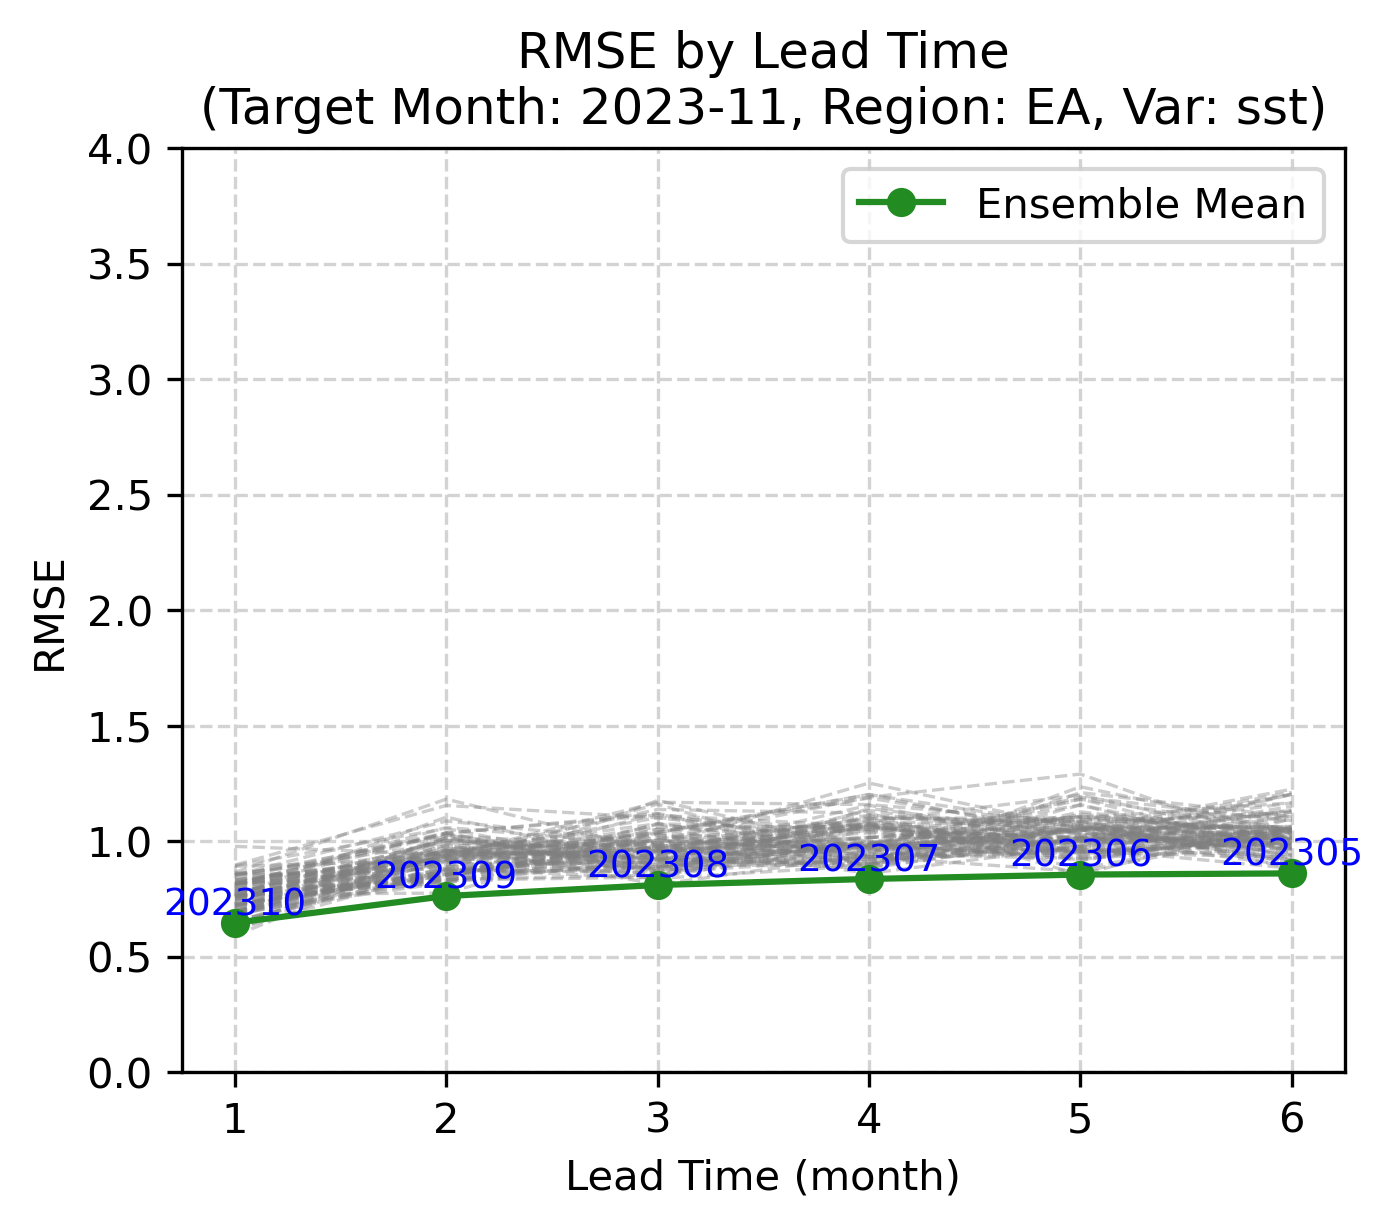 RMSE by Lead Time
(Target Month: 2023-11, Region: EA, Var: sst)
Ensemble Mean
RMSE
4.0
3.5
3.0
2.5
2.0
1.5
1.0
0.5
0.0
202310
202309
202308
202307
202306
202305
1 2 3 4 5 6
Lead Time (month)